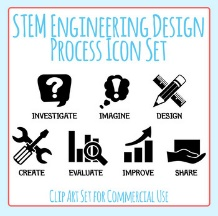 STEM Engineering Design
Process Icon Set
INVESTIGATE IMAGINE DESIGN
CREATE EVALUATE IMPROVE SHARE
Clip Art Set for Commercial Use